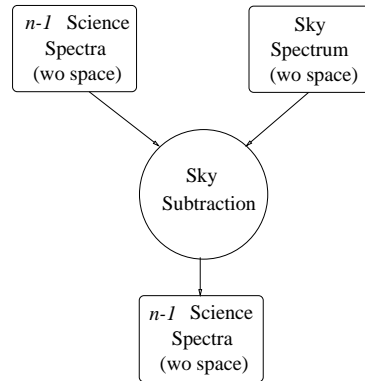 n-1 Science
Spectra
(wo space)
Sky
Spectrum
(wo space)
Sky
Subtraction
n-1 Science
Spectra
(wo space)